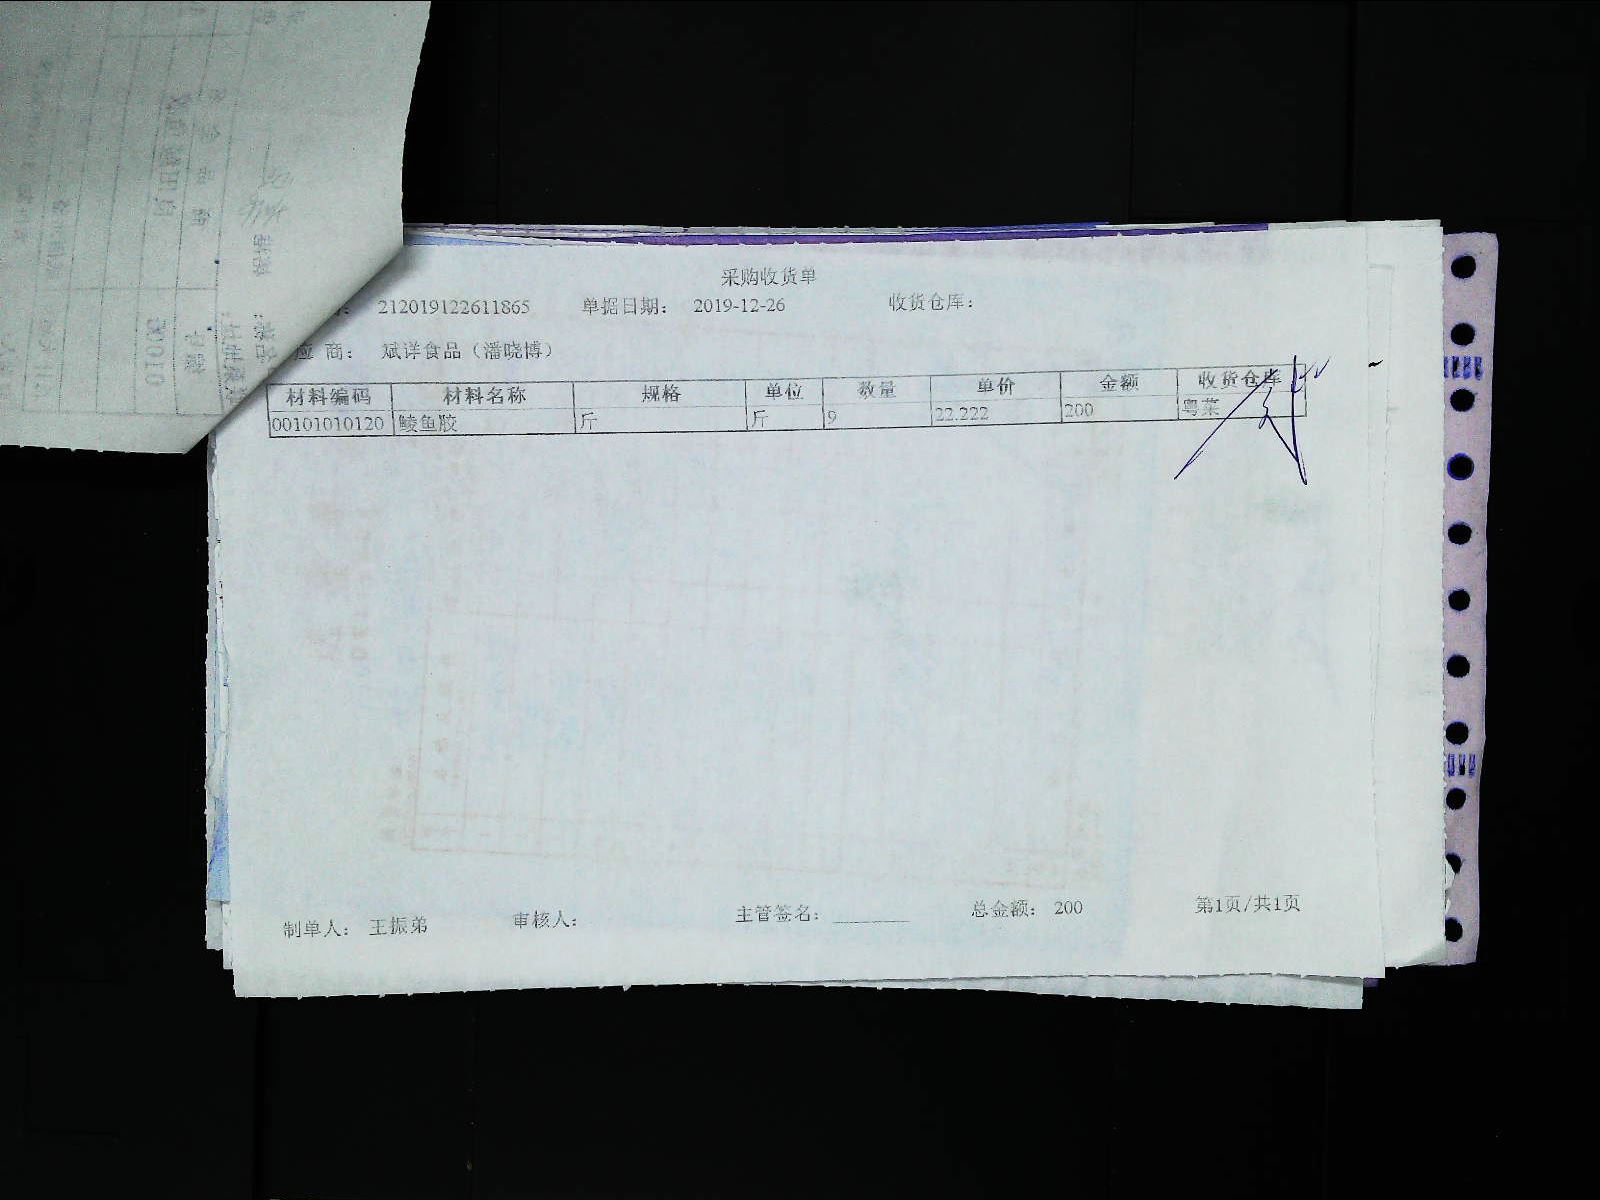 采购收货单
212019122611865 单据日期： 2019-12-26 收货仓库：
应 商： 斌详食品（潘晓博）
材料编码 材料名称 规格 单位 数量 单价 金额 收货仓库
00101010120 鲮鱼胶 斤 斤 9 22.222 200 粤菜
制单人： 王振弟 审核人： 主管签名： ________ 总金额： 200 第1页/共1页